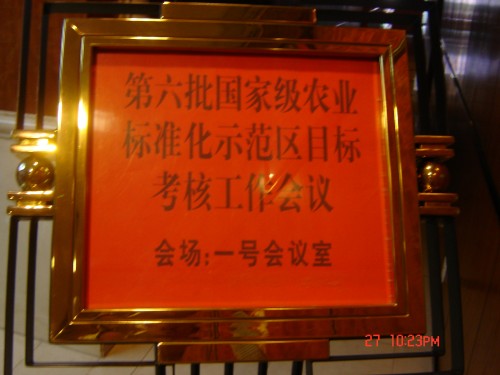 第六批国家级农业
标准化示范区目标
考核工作会议
会场:一号会议室
27 10:23PM